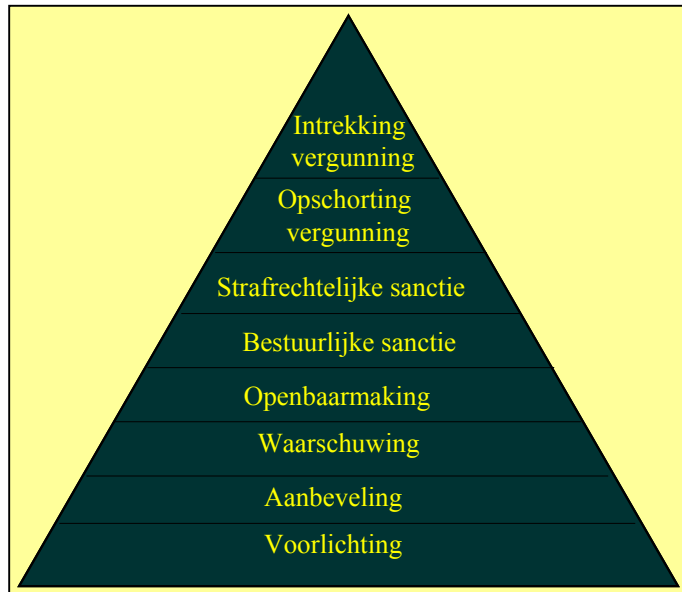 Intrekking
vergunning
Opschorting
vergunning
Strafrechtelijke sanctie
Bestuurlijke sanctie
Openbaarmaking
Waarschuwing
Aanbeveling
Voorlichting